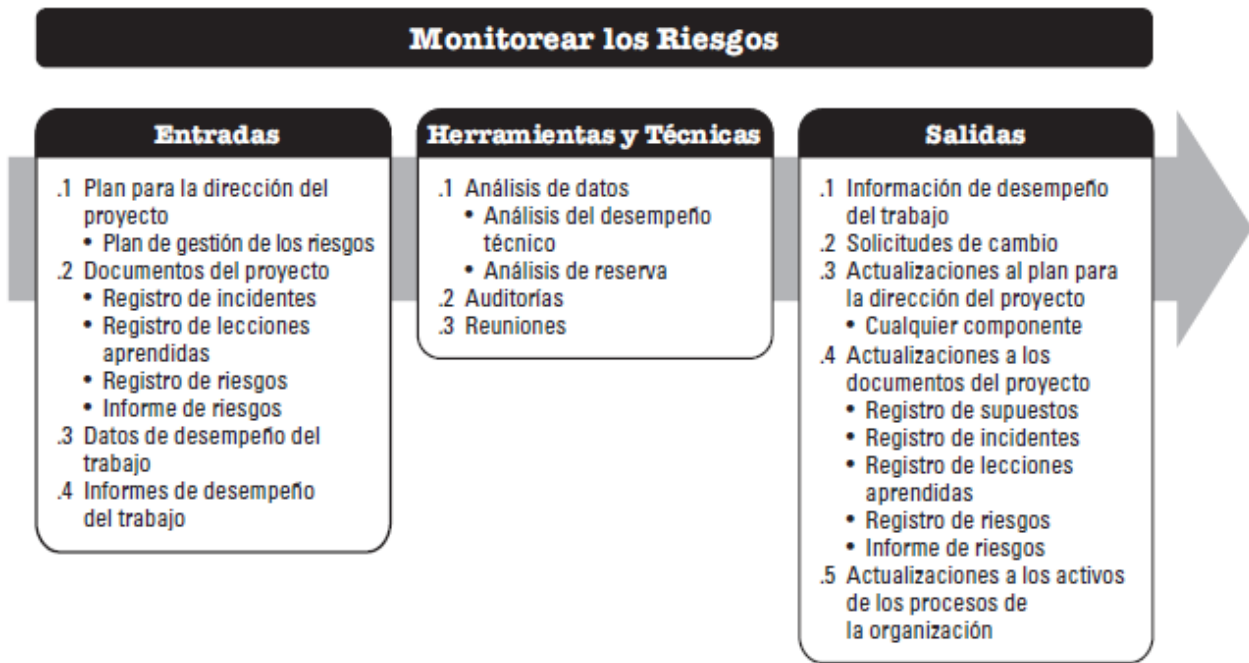 Monitorear los Riesgos
Entradas
.1 Plan para la dirección del
proyecto
• Plan de gestión de los riesgos
.2 Documentos del proyecto
• Registro de incidentes
• Registro de lecciones
aprendidas
• Registro de riesgos
• Informe de riesgos
.3 Datos de desempeño del
trabajo
.4 Informes de desempeño
del trabajo
Herramientas y Técnicas
.1 Análisis de datos
• Análisis del desempeño
técnico
• Análisis de reserva
.2 Auditorías
.3 Reuniones
Salidas
.1 Información de desempeño
del trabajo
.2 Solicitudes de cambio
.3 Actualizaciones al plan para
la dirección del proyecto
• Cualquier componente
.4 Actualizaciones a los
documentos del proyecto
• Registro de supuestos
• Registro de incidentes
• Registro de lecciones
aprendidas
• Registro de riesgos
• Informe de riesgos
.5 Actualizaciones a los activos
de los procesos de
la organización